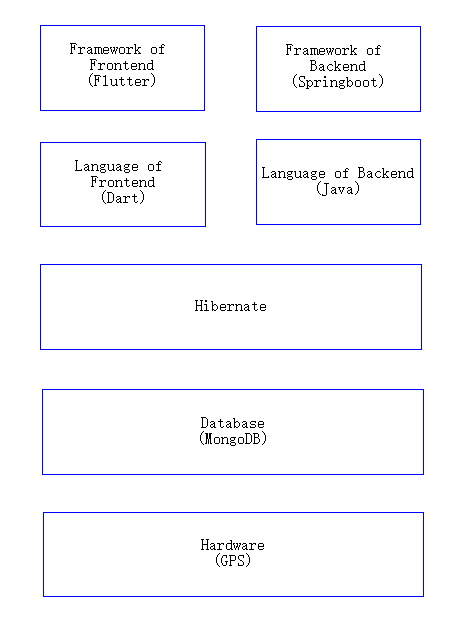 Framework of
Frontend
(Flutter)
Framework of
Backend
(Springboot)
Language of
Frontend
(Dart)
Language of Backend
(Java)
Hibernate
Database
(MongoDB)
Hardware
(GPS)